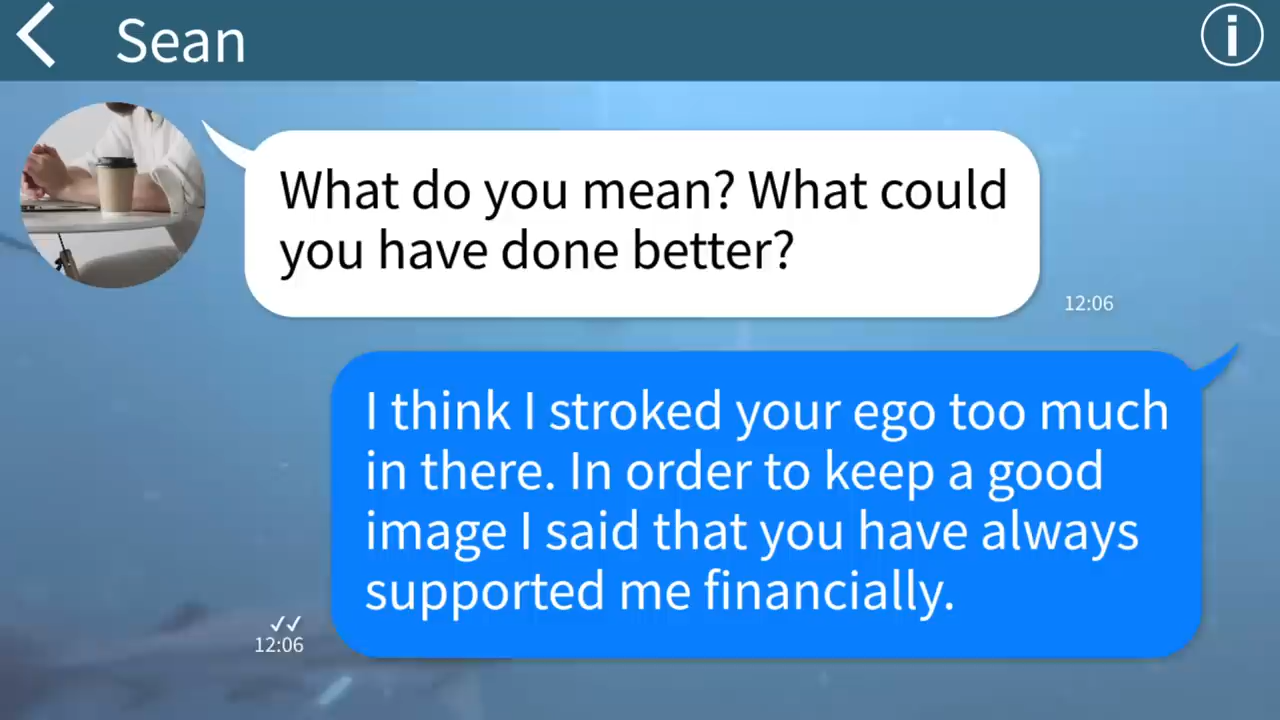 Sean
i
What do you mean? What could
you have done better?
12:06
I think I stroked your ego too much
in there. In order to keep a good
image I said that you have always
supported me financially.
12:06